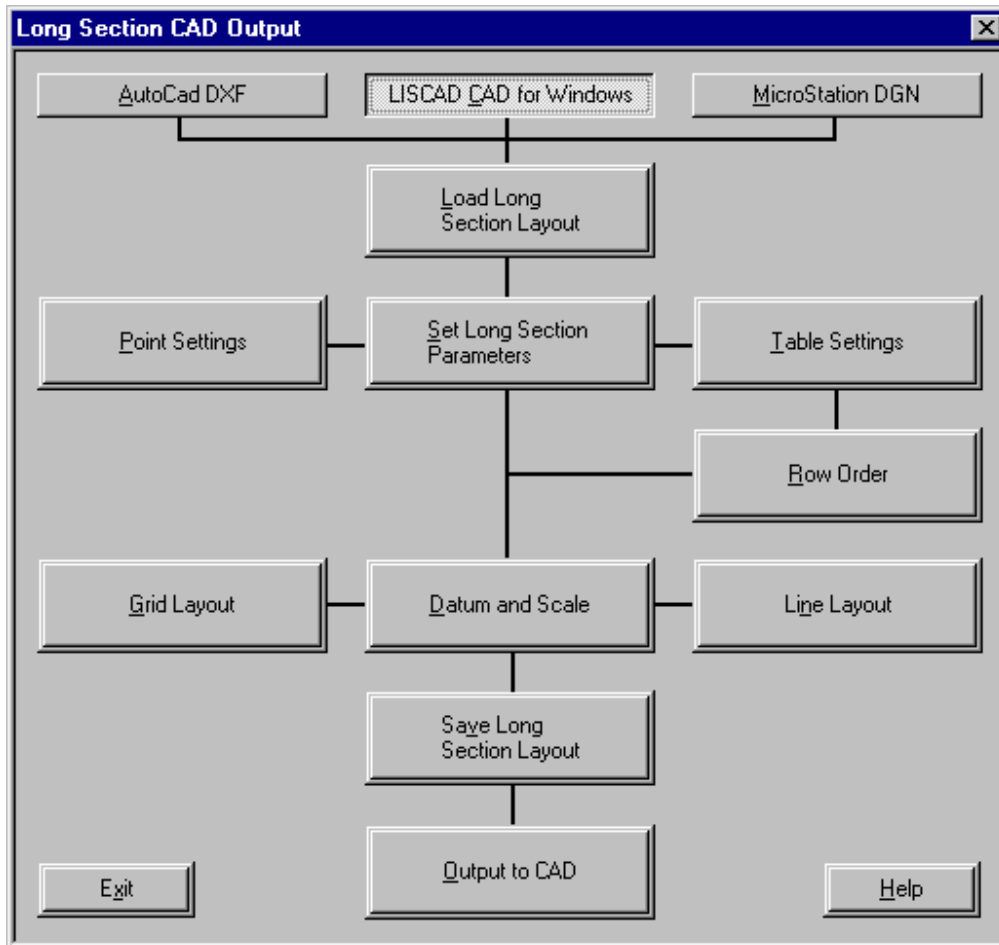 Long Section CAD Output
AutoCad DXF
LISCAD CAD for Windows
MicroStation DGN
Load Long
Section Layout
Point Settings
Set Long Section
Parameters
Table Settings
Row Order
Grid Layout
Datum and Scale
Line Layout
Save Long
Section Layout
Output to CAD
Exit
Help